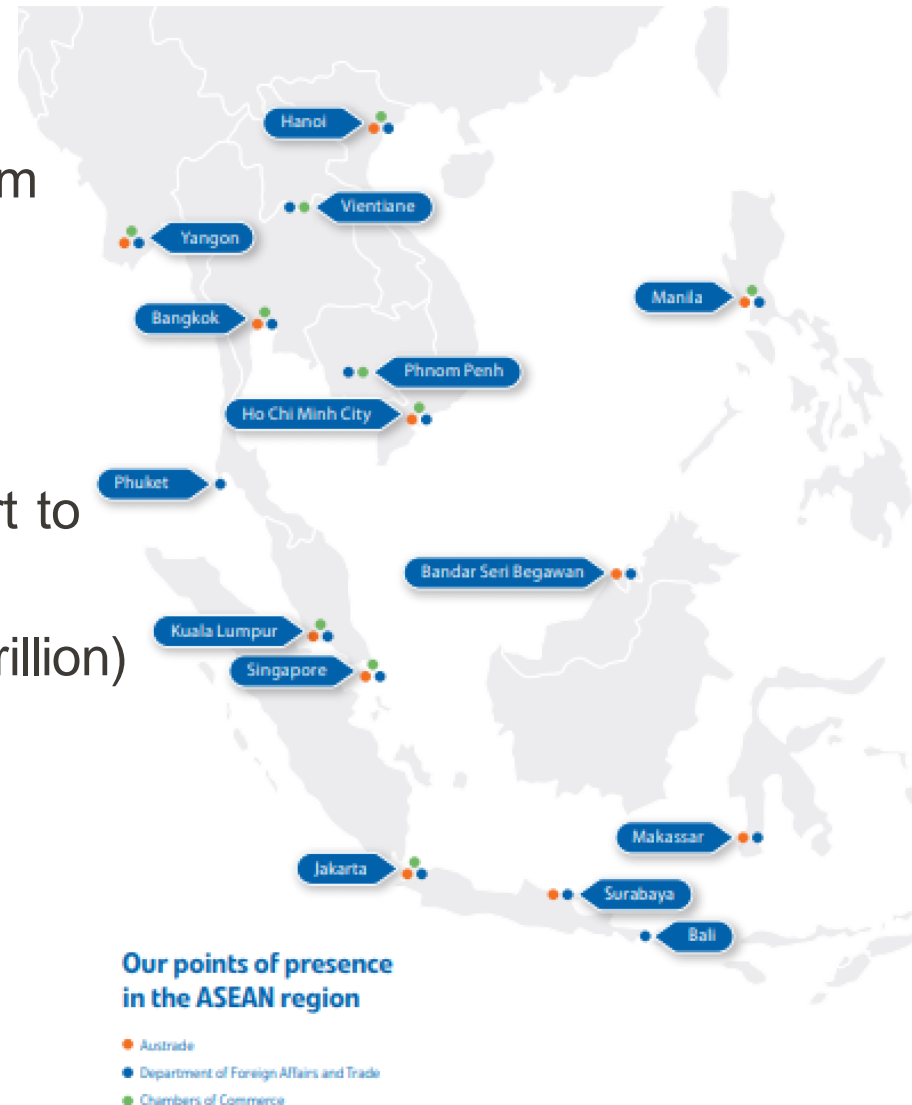 Hanoi
m
Vientiane
Yangon
Manila
Bangkok
Phnom Penh
Ho Chi Minh City
Phuket
rt to
Bandar Seri Begawan
Kuala Lumpur
rillion)
Singapore
Makassar
Jakarta
Surabaya
Bali
Our points of presence
in the ASEAN region
Austrade
Department of Foreign Affairs and Trade
Chambers of Commerce